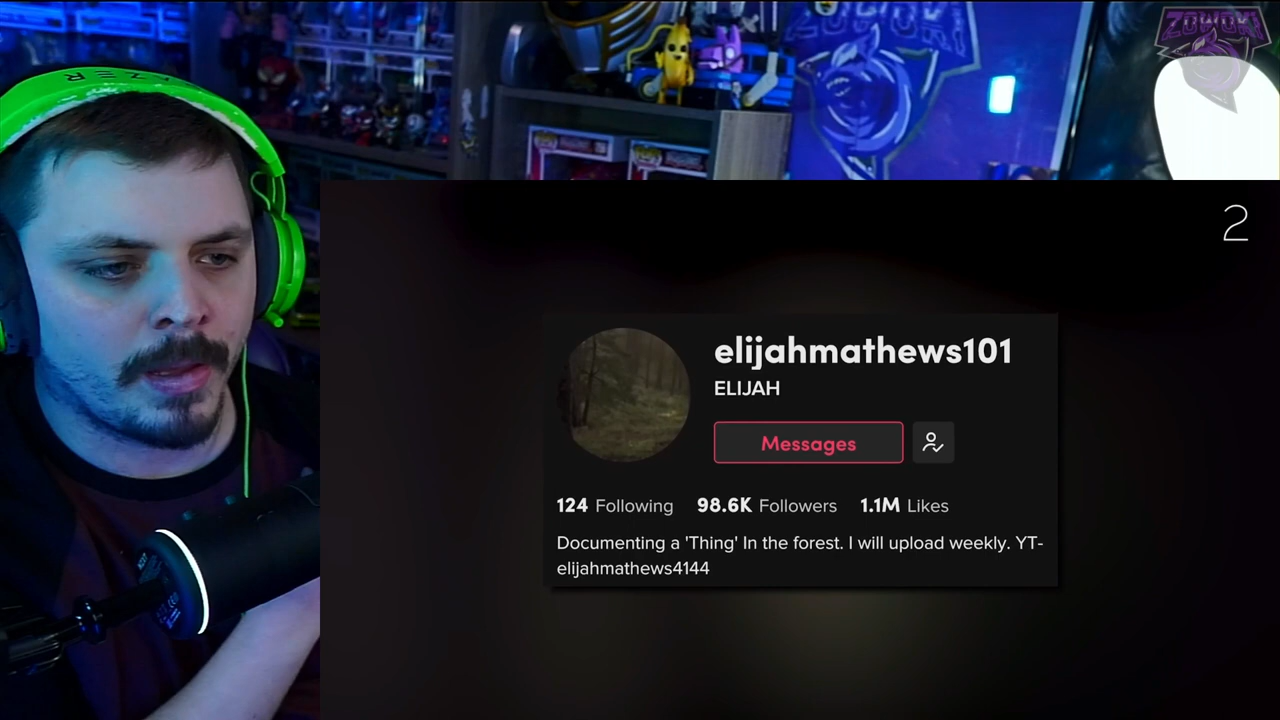 ZOWOKI
RAZER
2
elijahmathews101
ELIJAH
Messages
124 Following 98.6K Followers 1.1M Likes
Documenting a 'Thing' In the forest. I will upload weekly. YT-
elijahmathews4144